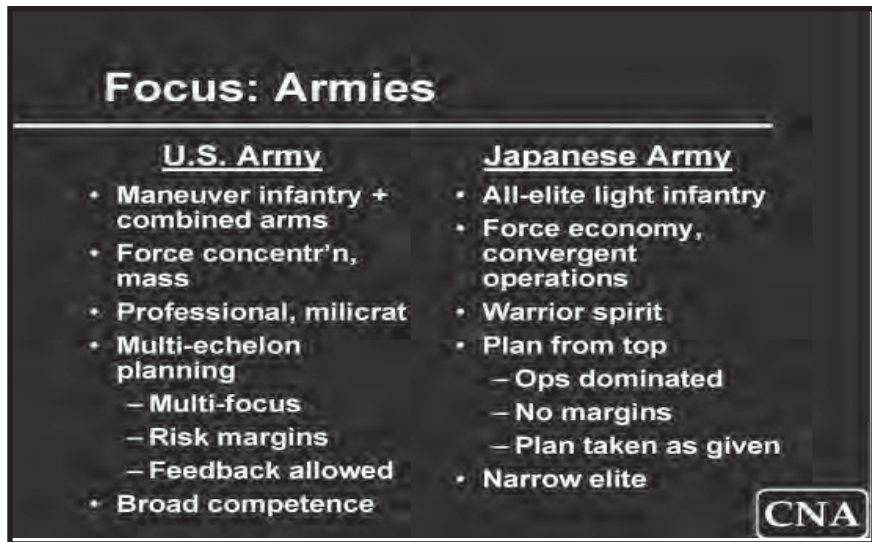 Focus: Armies
U.S. Army
• Maneuver infantry +
combined arms
• Force concentr'n,
mass
• Professional, milicrat
• Multi-echelon
planning
– Multi-focus
– Risk margins
– Feedback allowed
• Broad competence
Japanese Army
• All-elite light infantry
• Force economy,
convergent
operations
• Warrior spirit
• Plan from top
– Ops dominated
– No margins
– Plan taken as given
• Narrow elite
CNA